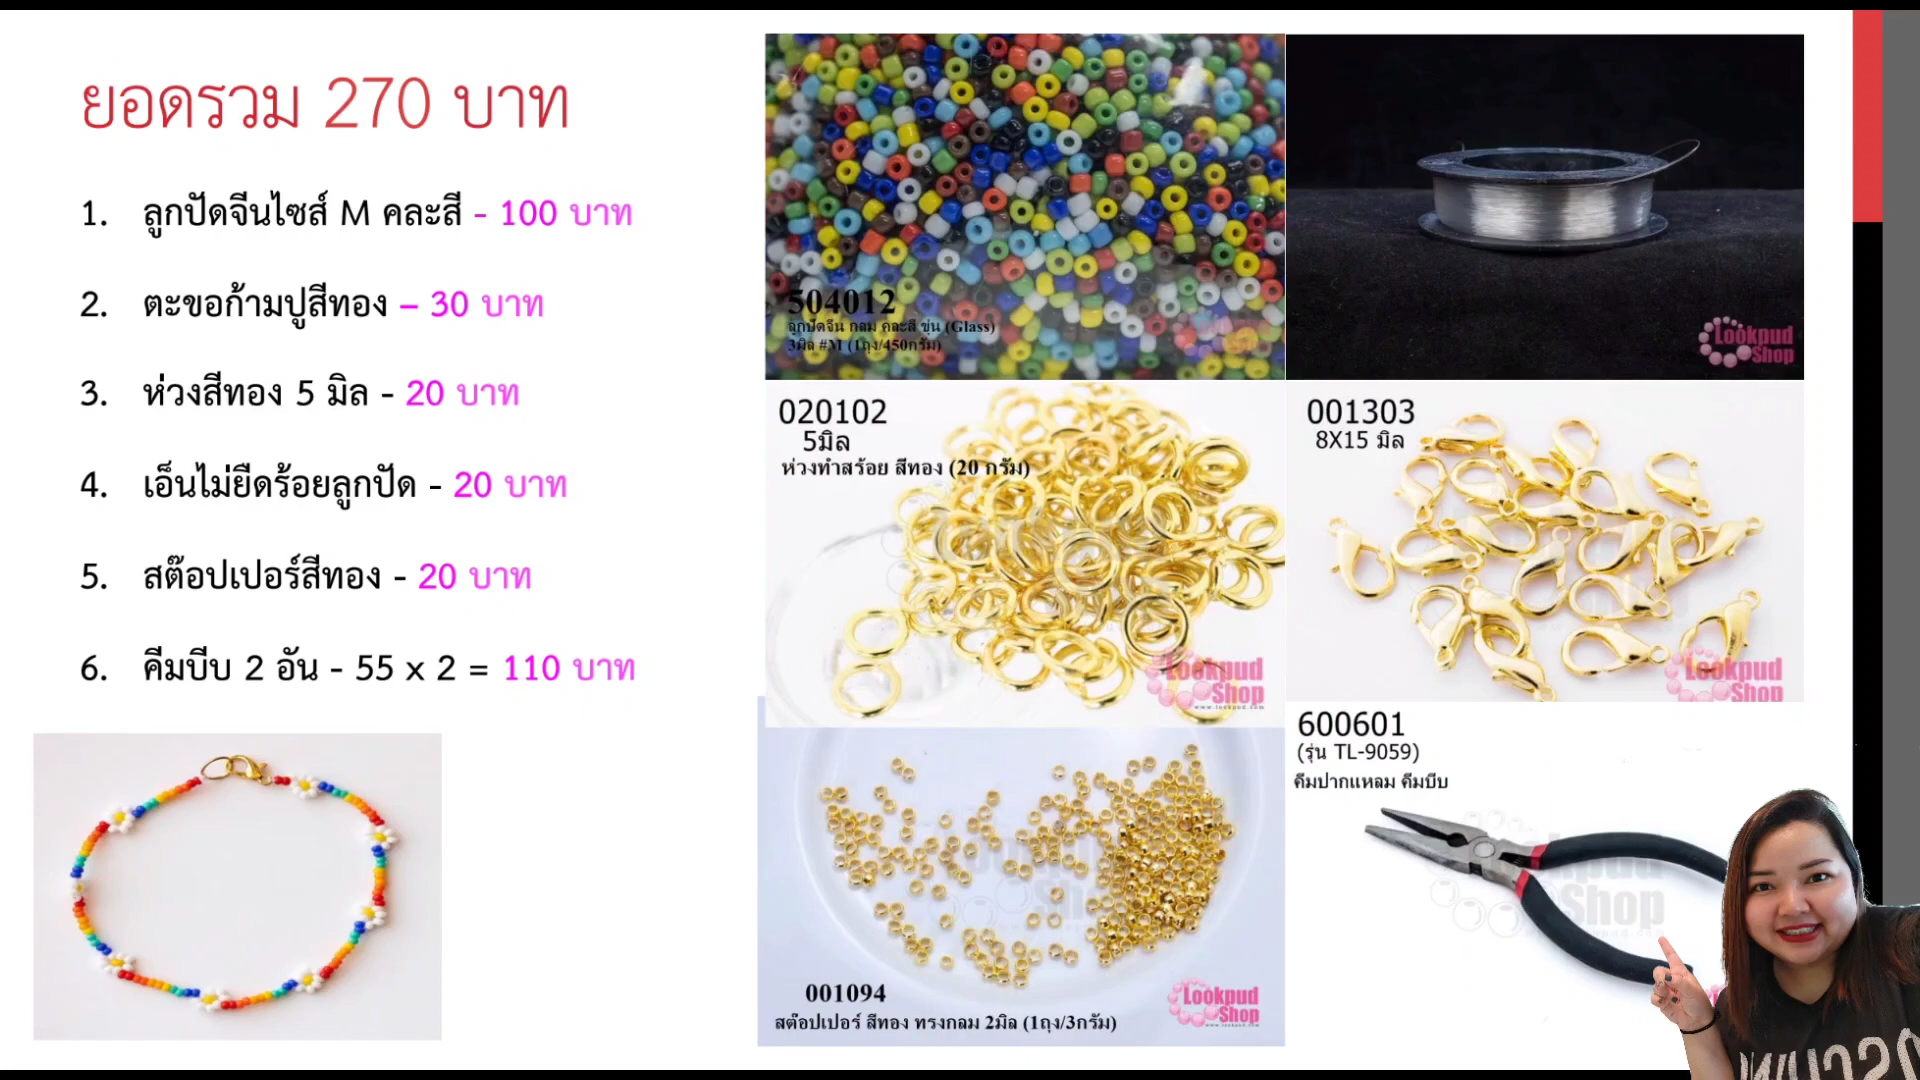 ยอดรวม 270 บาท
1. ลูกปัดจีนไซส์ M คละสี - 100 บาท
2. ตะขอก้ามปูสีทอง – 30 บาท
3. ห่วงสีทอง 5 มิล - 20 บาท
4. เอ็นไม่ยืดร้อยลูกปัด - 20 บาท
5. สต๊อปเปอร์สีทอง - 20 บาท
6. คีมบีบ 2 อัน - 55 x 2 = 110 บาท
504012
ลูกปัดจีน กลม คละสี ขุ่น (Glass)
3มิล #M (1ถุง/450กรัม)
Lookpud
Shop
020102
5มิล
ห่วงทำสร้อย สีทอง (20 กรัม)
Lookpud
Shop
www.lookpud.com
001303
8X15 มิล
Lookpud
Shop
001094
สต๊อปเปอร์ สีทอง ทรงกลม 2มิล (1ถุง/3กรัม)
Lookpud
Shop
www.lookpud.com
600601
(รุ่น TL-9059)
คีมปากแหลม คีมบีบ
Shop